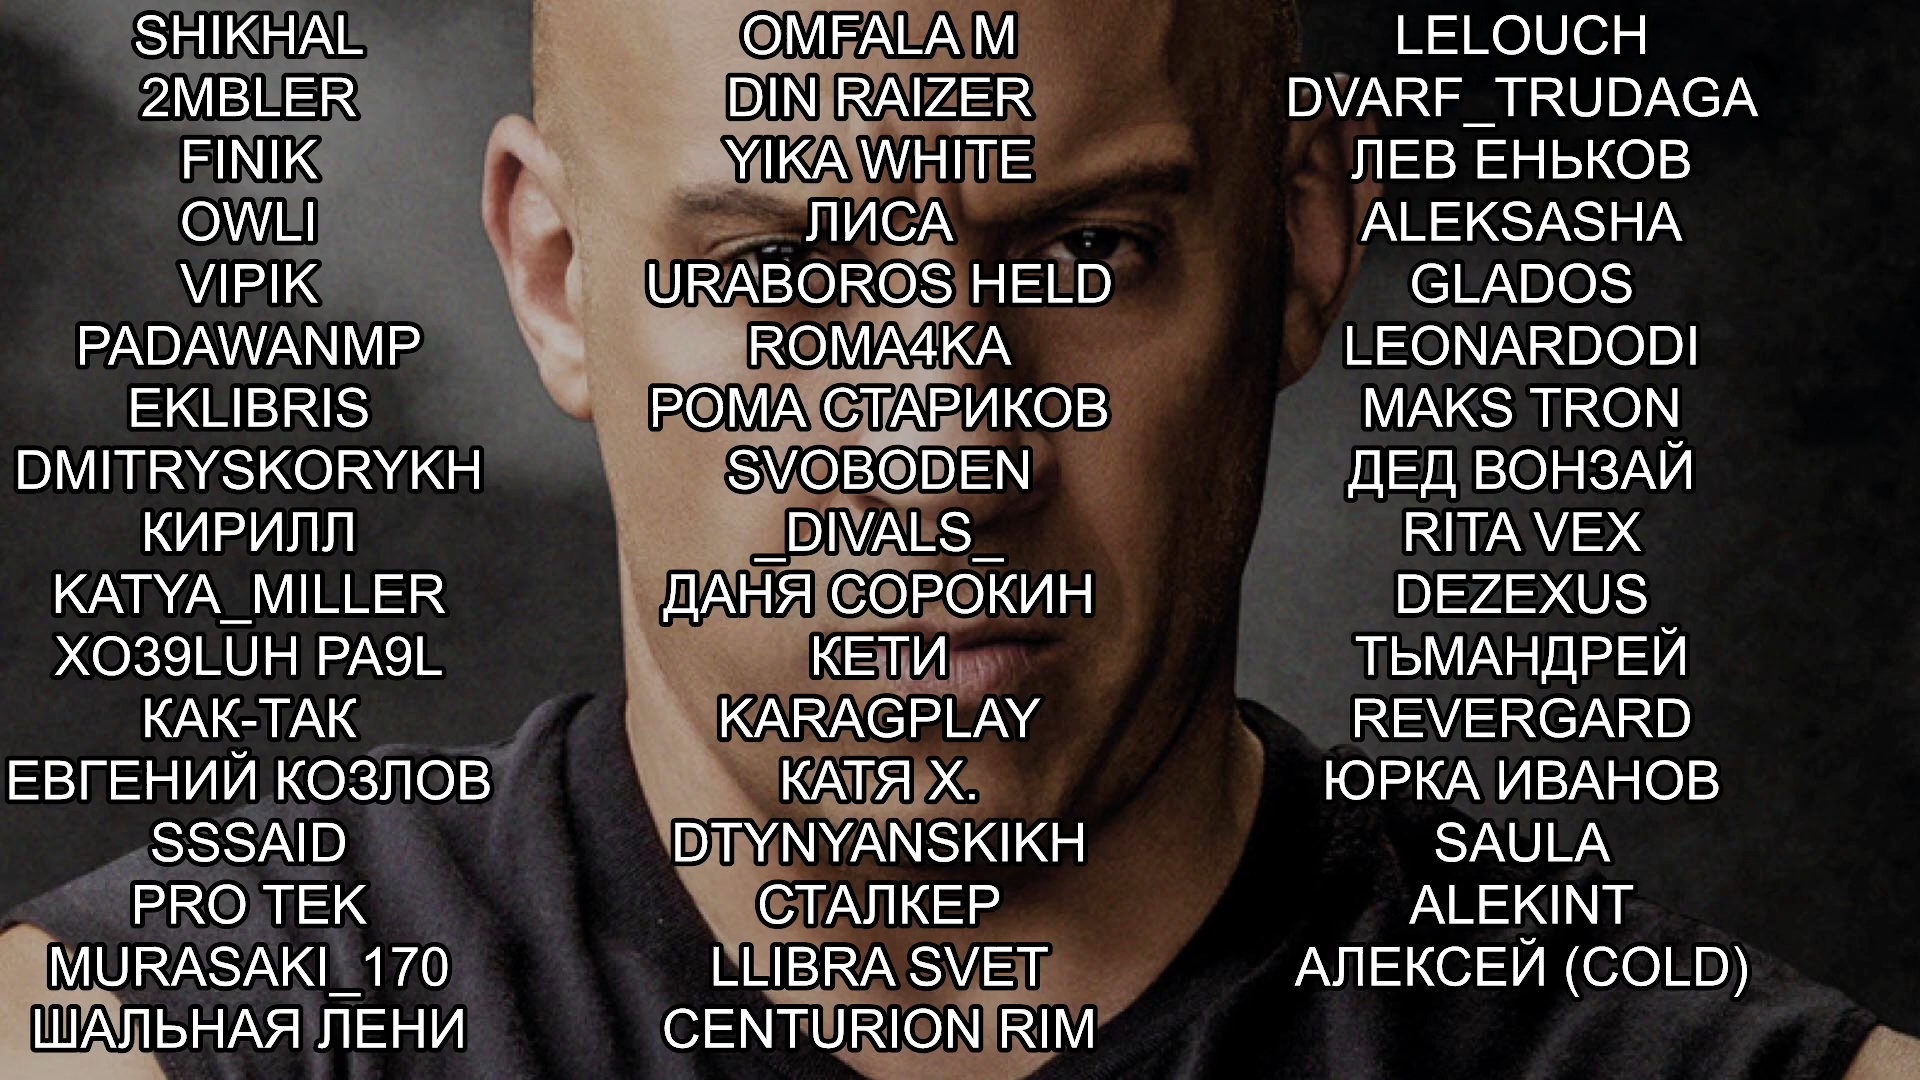 SHIKHAL
2MBLER
FINIK
OWLI
VIPIK
PADAWANMP
EKLIBRIS
DMITRYSKORYKH
КИРИЛЛ
KATYA_MILLER
XO39LUH PA9L
КАК-ТАК
ЕВГЕНИЙ КОЗЛОВ
SSSAID
PRO TEK
MURASAKI_170
ШАЛЬНАЯ ЛЕНИ
OMFALA M
DIN RAIZER
YIKA WHITE
ЛИСА
URABOROS HELD
ROMA4KA
РОМА СТАРИКОВ
SVOBODEN
_DIVALS_
ДАНЯ СОРОКИН
КЕТИ
KARAGPLAY
КАТЯ Х.
DTYNYANSKIKH
СТАЛКЕР
LLIBRA SVET
CENTURION RIM
LELOUCH
DVARF_TRUDAGA
ЛЕВ ЕНЬКОВ
ALEKSASHA
GLADOS
LEONARDODI
MAKS TRON
ДЕД ВОНЗАЙ
RITA VEX
DEZEXUS
ТЬМАНДРЕЙ
REVERGARD
ЮРКА ИВАНОВ
SAULA
ALEKINT
АЛЕКСЕЙ (COLD)